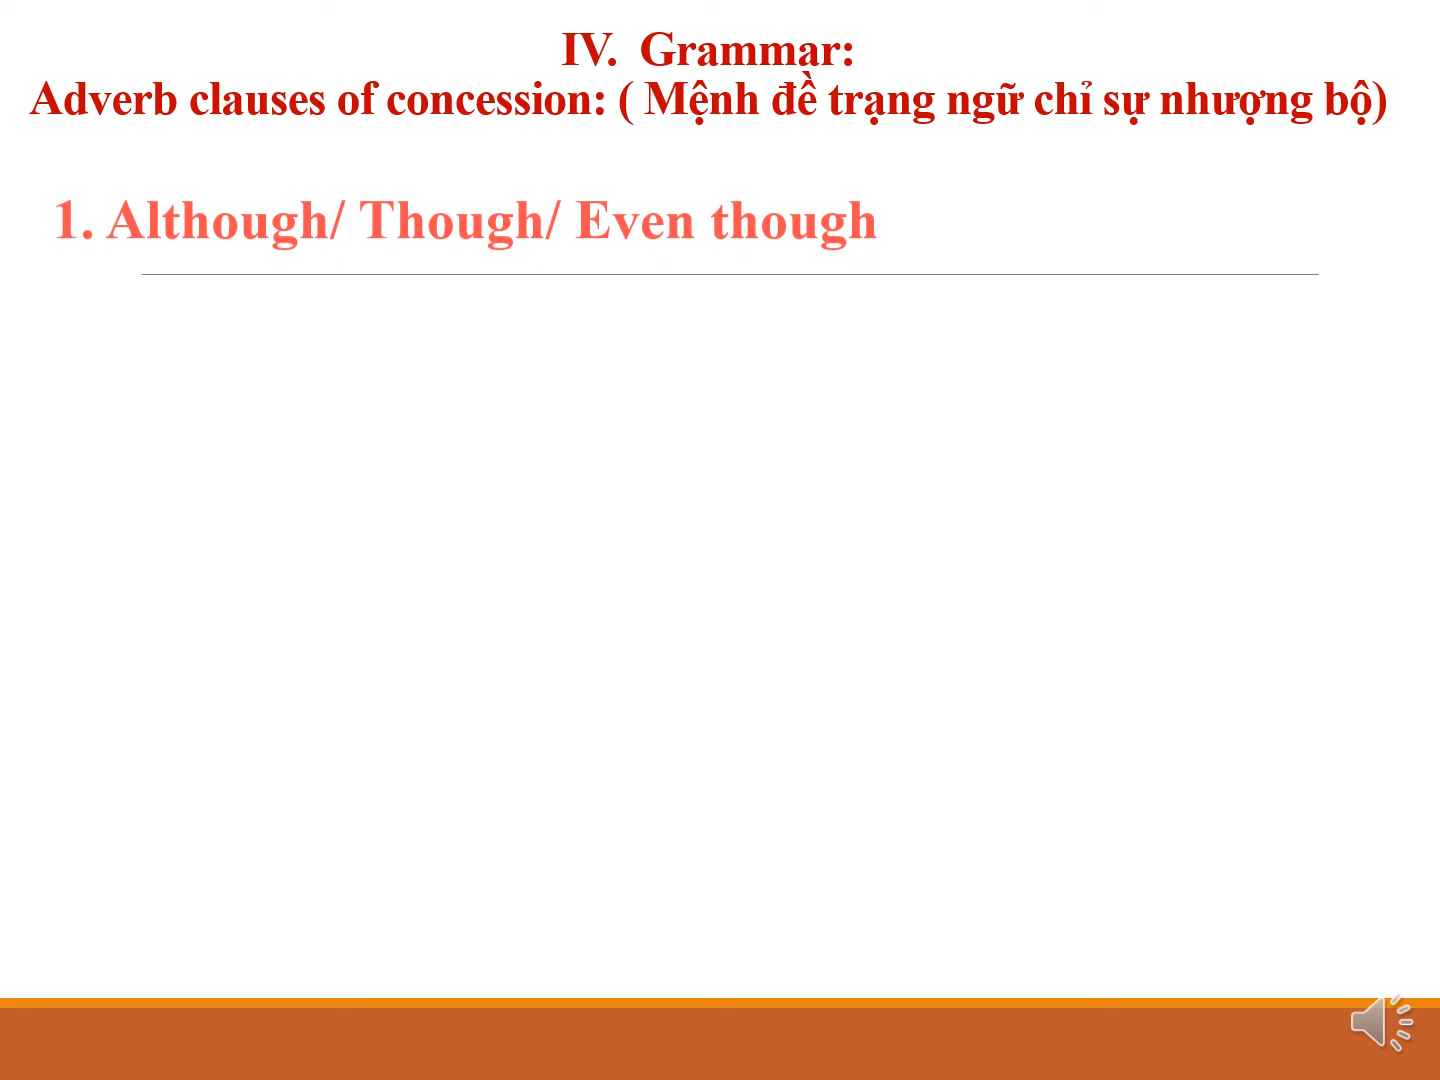 IV. Grammar:
Adverb clauses of concession: ( Mệnh đề trạng ngữ chỉ sự nhượng bộ)
1. Although/ Though/ Even though